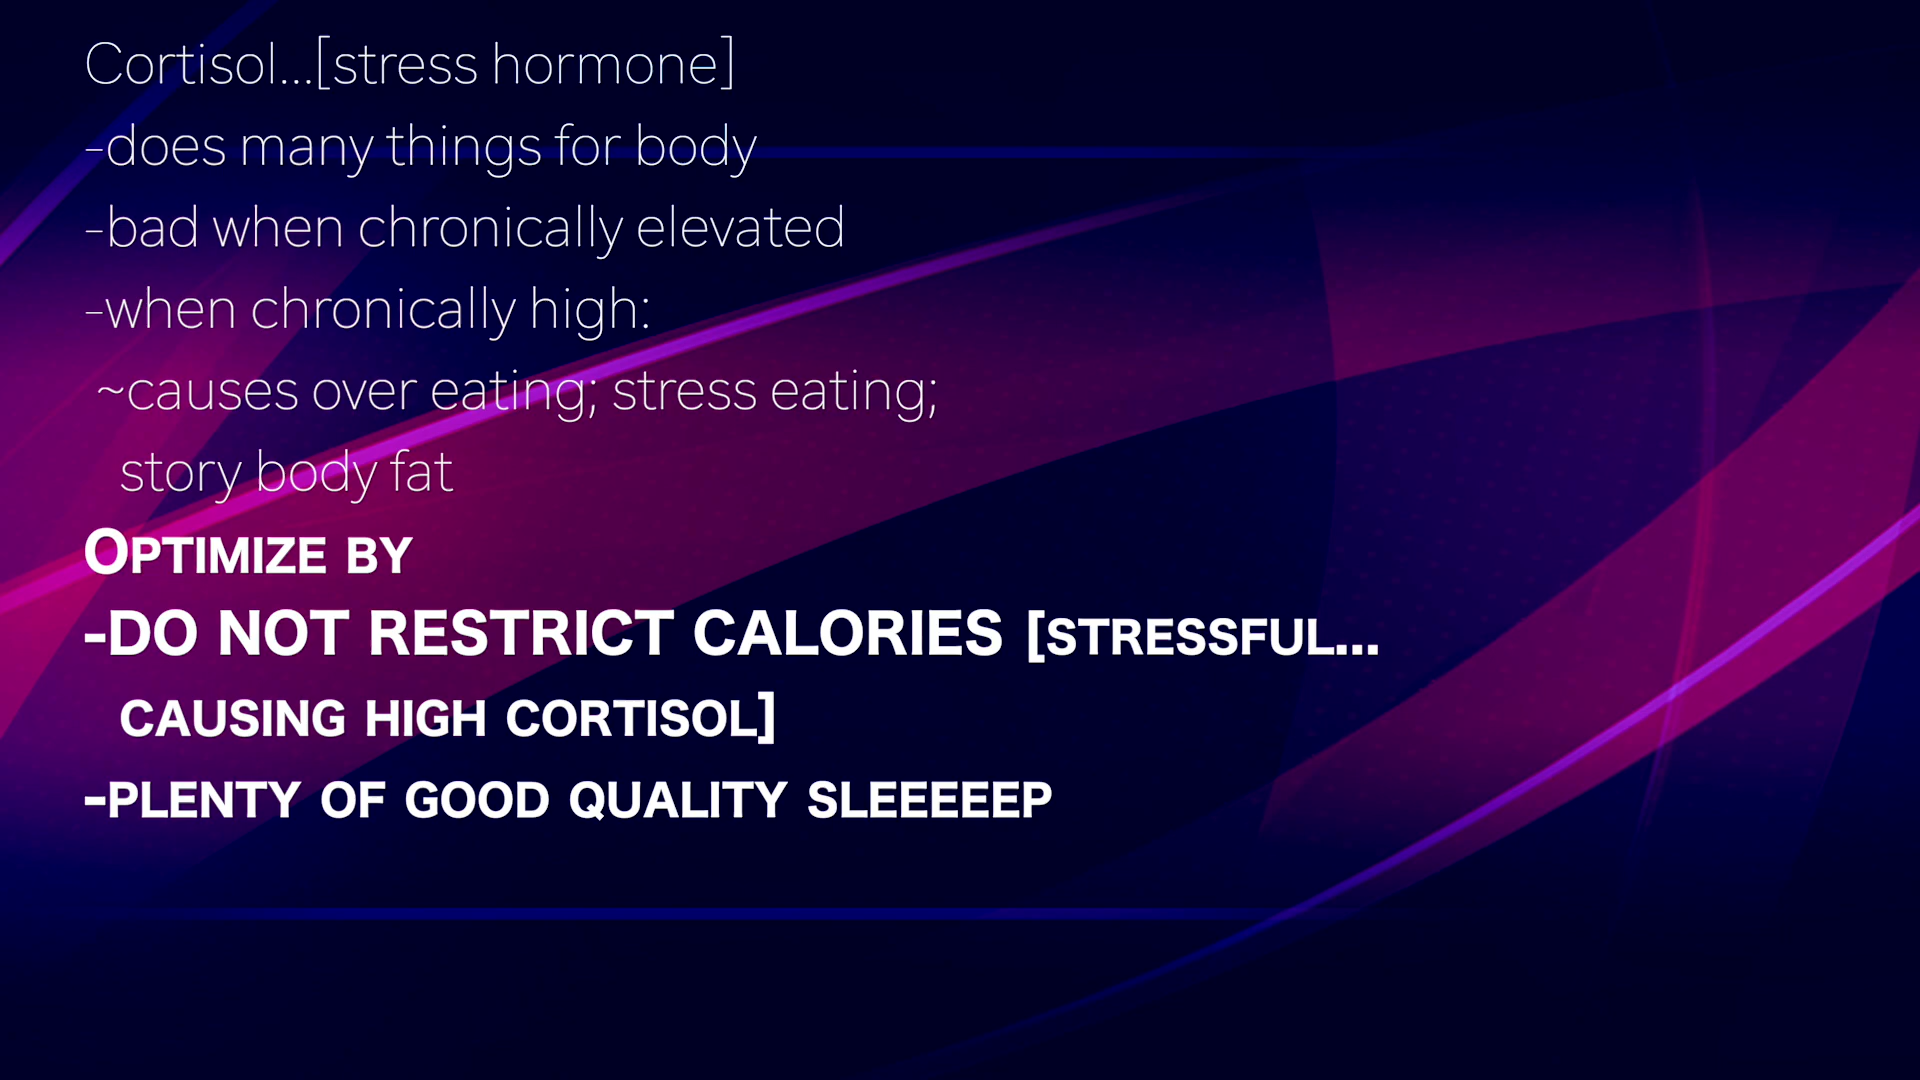 Cortisol...[stress hormone]
-does many things for body
-bad when chronically elevated
-when chronically high:
~causes over eating; stress eating;
story body fat
OPTIMIZE BY
-DO NOT RESTRICT CALORIES [STRESSFUL...
CAUSING HIGH CORTISOL]
-PLENTY OF GOOD QUALITY SLEEEEEP